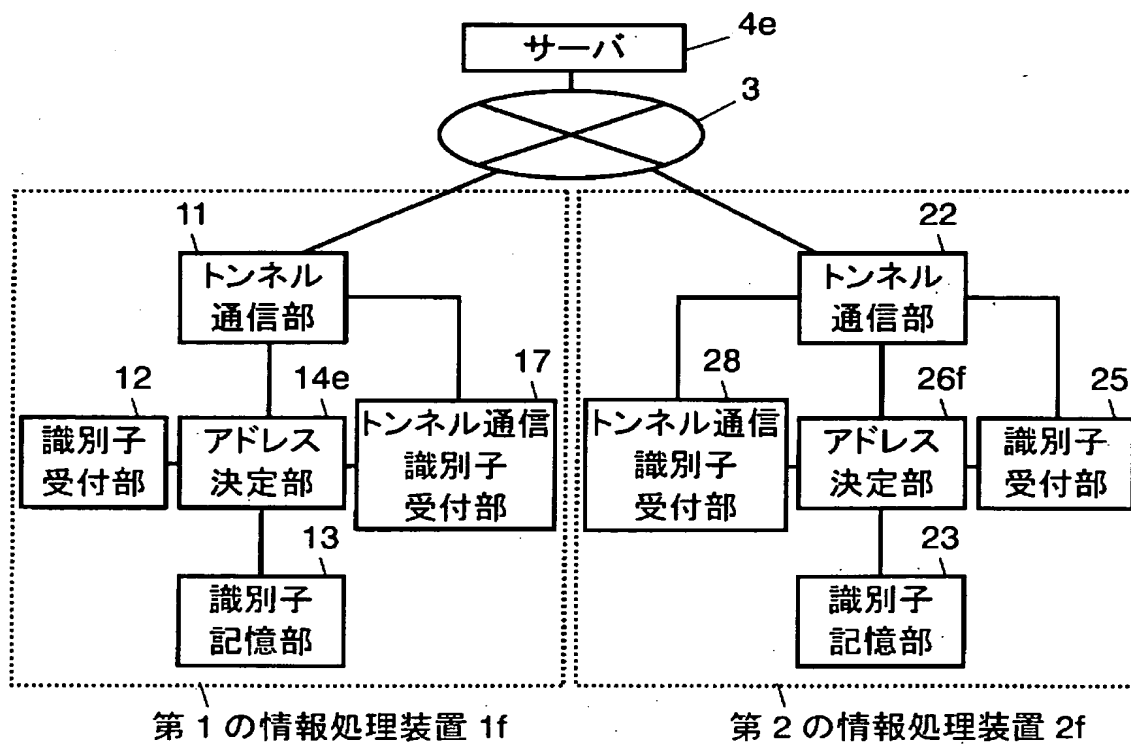 4e
サーバ
3
11
トンネル
通信部
22
トンネル
通信部
12
識別子
受付部
14e
アドレス
決定部
17
トンネル通信
識別子
受付部
28
トンネル通信
識別子
受付部
26f
アドレス
決定部
25
識別子
受付部
13
識別子
記憶部
23
識別子
記憶部
第1の情報処理装置 1f
第2の情報処理装置 2f